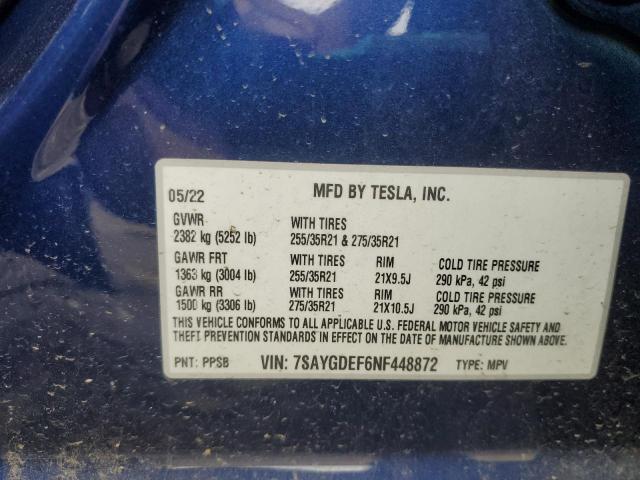 05/22 MFD BY TESLA, INC.
GVWR WITH TIRES
2382 kg (5252 lb) 255/35R21 & 275/35R21
GAWR FRT WITH TIRES RIM COLD TIRE PRESSURE
1363 kg (3004 lb) 255/35R21 21X9.5J 290 kPa, 42 psi
GAWR RR WITH TIRES RIM COLD TIRE PRESSURE
1500 kg (3306 lb) 275/35R21 21X10.5J 290 kPa, 42 psi
THIS VEHICLE CONFORMS TO ALL APPLICABLE U.S. FEDERAL MOTOR VEHICLE SAFETY AND
THEFT PREVENTION STANDARDS IN EFFECT ON THE DATE OF MANUFACTURE SHOWN ABOVE.
PNT: PPSB VIN: 7SAYGDEF6NF448872 TYPE: MPV